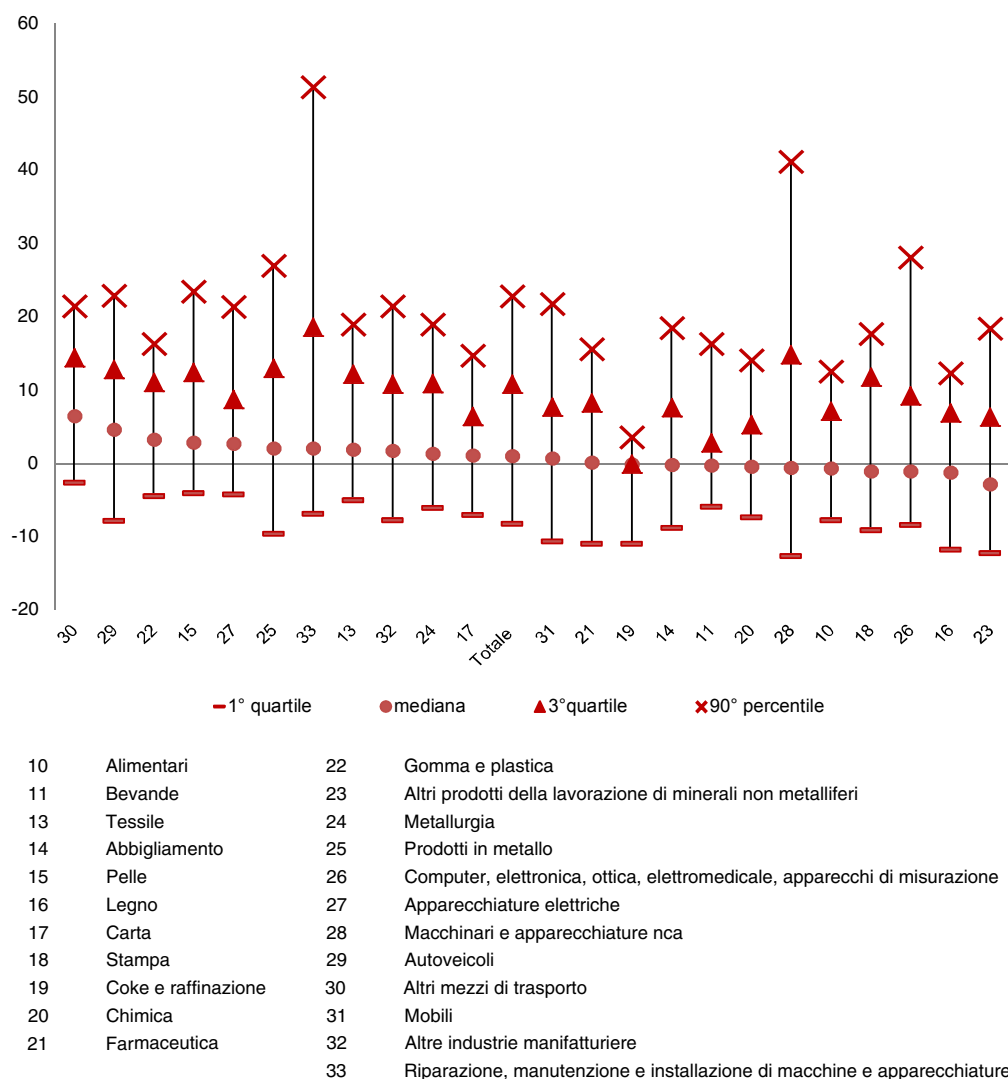 60
50
40
30
20
10
0
-10
-20
30 29 22 15 27 25 33 13 32 24 17 Totale 31 21 19 14 11 20 28 10 18 26 16 23
1° quartile mediana 3°quartile 90° percentile
10 Alimentari 22 Gomma e plastica
11 Bevande 23 Altri prodotti della lavorazione di minerali non metalliferi
13 Tessile 24 Metallurgia
14 Abbigliamento 25 Prodotti in metallo
15 Pelle 26 Computer, elettronica, ottica, elettromedicale, apparecchi di misurazione
16 Legno 27 Apparecchiature elettriche
17 Carta 28 Macchinari e apparecchiature nca
18 Stampa 29 Autoveicoli
19 Coke e raffinazione 30 Altri mezzi di trasporto
20 Chimica 31 Mobili
21 Farmaceutica 32 Altre industrie manifatturiere
33 Riparazione, manutenzione e installazione di macchine e apparecchiature